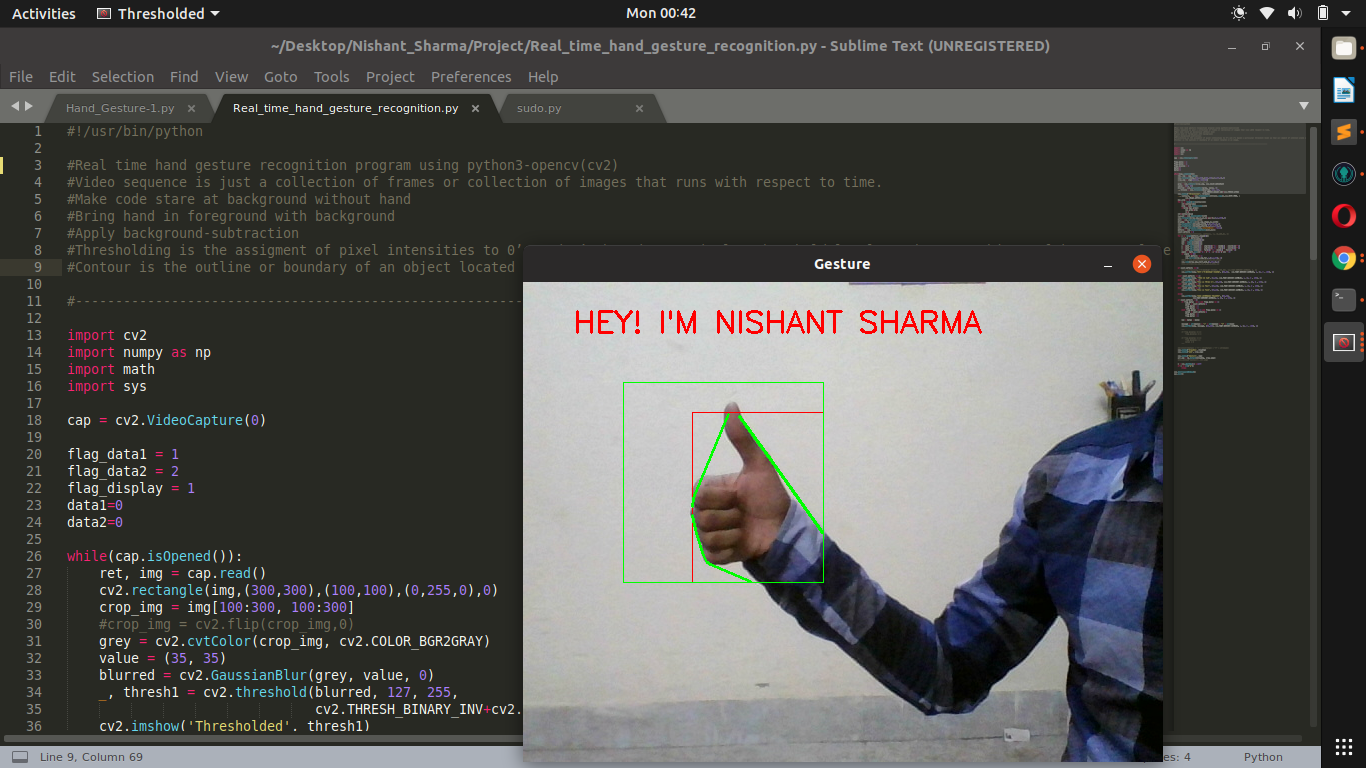 Activities
Thresholded
Mon 00:42
~/Desktop/Nishant_Sharma/Project/Real_time_hand_gesture_recognition.py - Sublime Text (UNREGISTERED)
File Edit Selection Find View Goto Tools Project Preferences Help
Hand_Gesture-1.py
Real_time_hand_gesture_recognition.py
sudo.py
1 #!/usr/bin/python
2
3 #Real time hand gesture recognition program using python3-opencv(cv2)
4 #Video sequence is just a collection of frames or collection of images that runs with respect to time.
5 #Make code stare at background without hand
6 #Bring hand in foreground with background
7 #Apply background-subtraction
8 #Thresholding is the assigment of pixel intensities to 0
9 #Contour is the outline or boundary of an object located
10
11 #------------------------------------------------------
12
13 import cv2
14 import numpy as np
15 import math
16 import sys
17
18 cap = cv2.VideoCapture(0)
19
20 flag_data1 = 1
21 flag_data2 = 2
22 flag_display = 1
23 data1=0
24 data2=0
25
26 while(cap.isOpened()):
27     ret, img = cap.read()
28     cv2.rectangle(img,(300,300),(100,100),(0,255,0),0)
29     crop_img = img[100:300, 100:300]
30     #crop_img = cv2.flip(crop_img,0)
31     grey = cv2.cvtColor(crop_img, cv2.COLOR_BGR2GRAY)
32     value = (35, 35)
33     blurred = cv2.GaussianBlur(grey, value, 0)
34     _, thresh1 = cv2.threshold(blurred, 127, 255,
35                                cv2.THRESH_BINARY_INV+cv2.
36     cv2.imshow('Thresholded', thresh1)
Gesture
HEY! I'M NISHANT SHARMA
Line 9, Column 69
es: 4
Python